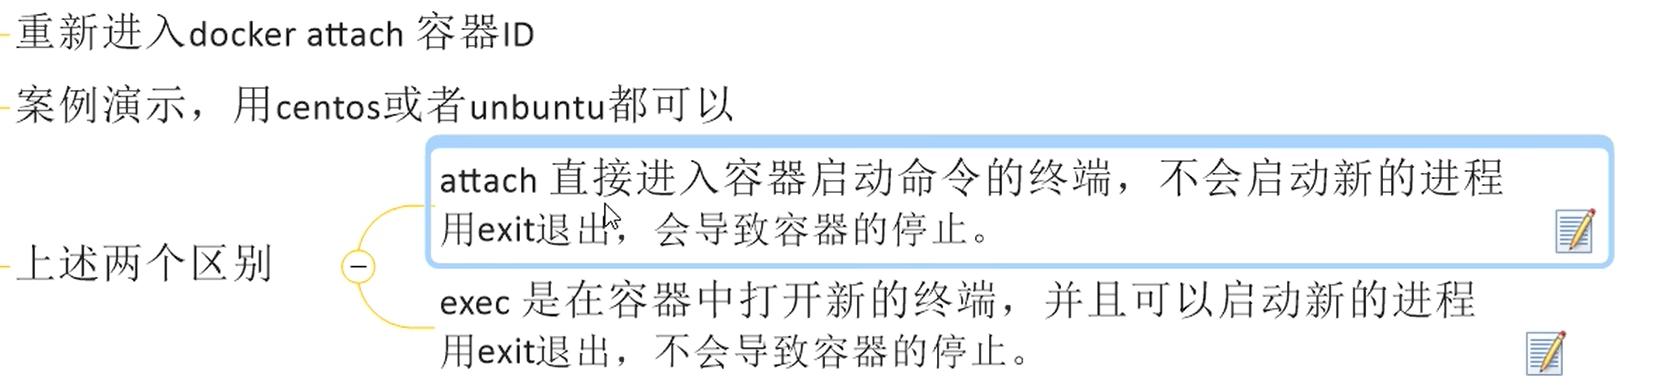 重新进入docker attach 容器ID
案例演示，用centos或者unbuntu都可以
上述两个区别
attach 直接进入容器启动命令的终端，不会启动新的进程
用exit退出，会导致容器的停止。
exec 是在容器中打开新的终端，并且可以启动新的进程
用exit退出，不会导致容器的停止。